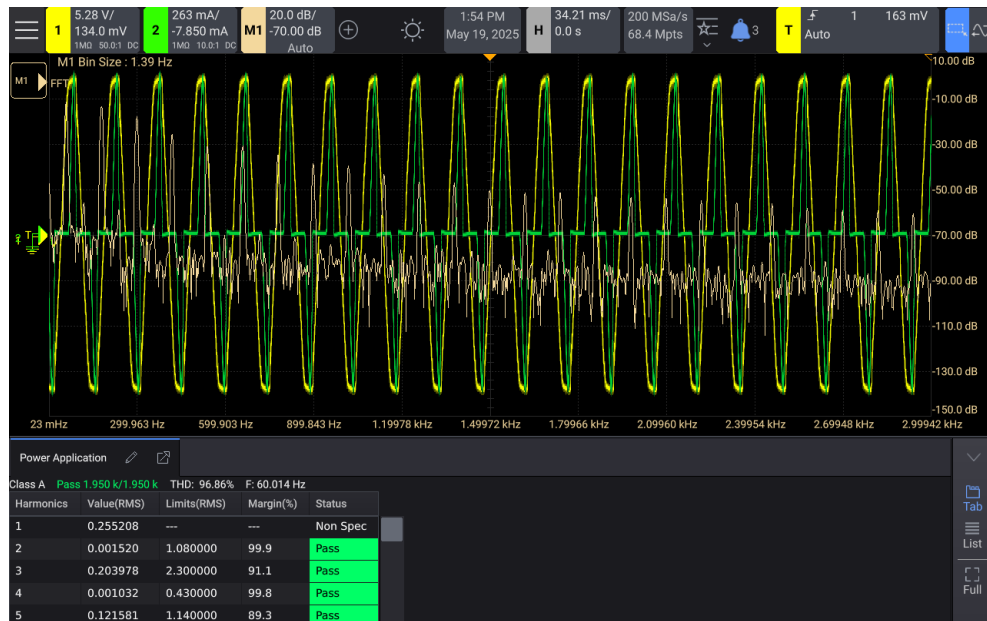 1 5.28 V/ 134.0 mV 1MΩ 50.0:1 DC
2 263 mA/ -7.850 mA 1MΩ 10.0:1 DC
M1 20.0 dB/ -70.00 dB Auto
1:54 PM
May 19, 2025
H 34.21 ms/ 0.0 s
200 MSa/s
68.4 Mpts
3
T 1 163 mV
Auto
M1 Bin Size : 1.39 Hz
M1
FFT
10.00 dB
-10.00 dB
-30.00 dB
-50.00 dB
T
-70.00 dB
-90.00 dB
-110.0 dB
-130.0 dB
-150.0 dB
23 mHz 299.963 Hz 599.903 Hz 899.843 Hz 1.19978 kHz 1.49972 kHz 1.79966 kHz 2.09960 kHz 2.39954 kHz 2.69948 kHz 2.99942 kHz
Power Application
Class A Pass 1.950 k/1.950 k THD: 96.86% F: 60.014 Hz
Harmonics Value(RMS) Limits(RMS) Margin(%) Status
1 0.255208 --- --- Non Spec
2 0.001520 1.080000 99.9 Pass
3 0.203978 2.300000 91.1 Pass
4 0.001032 0.430000 99.8 Pass
5 0.121581 1.140000 89.3 Pass
Tab
List
Full